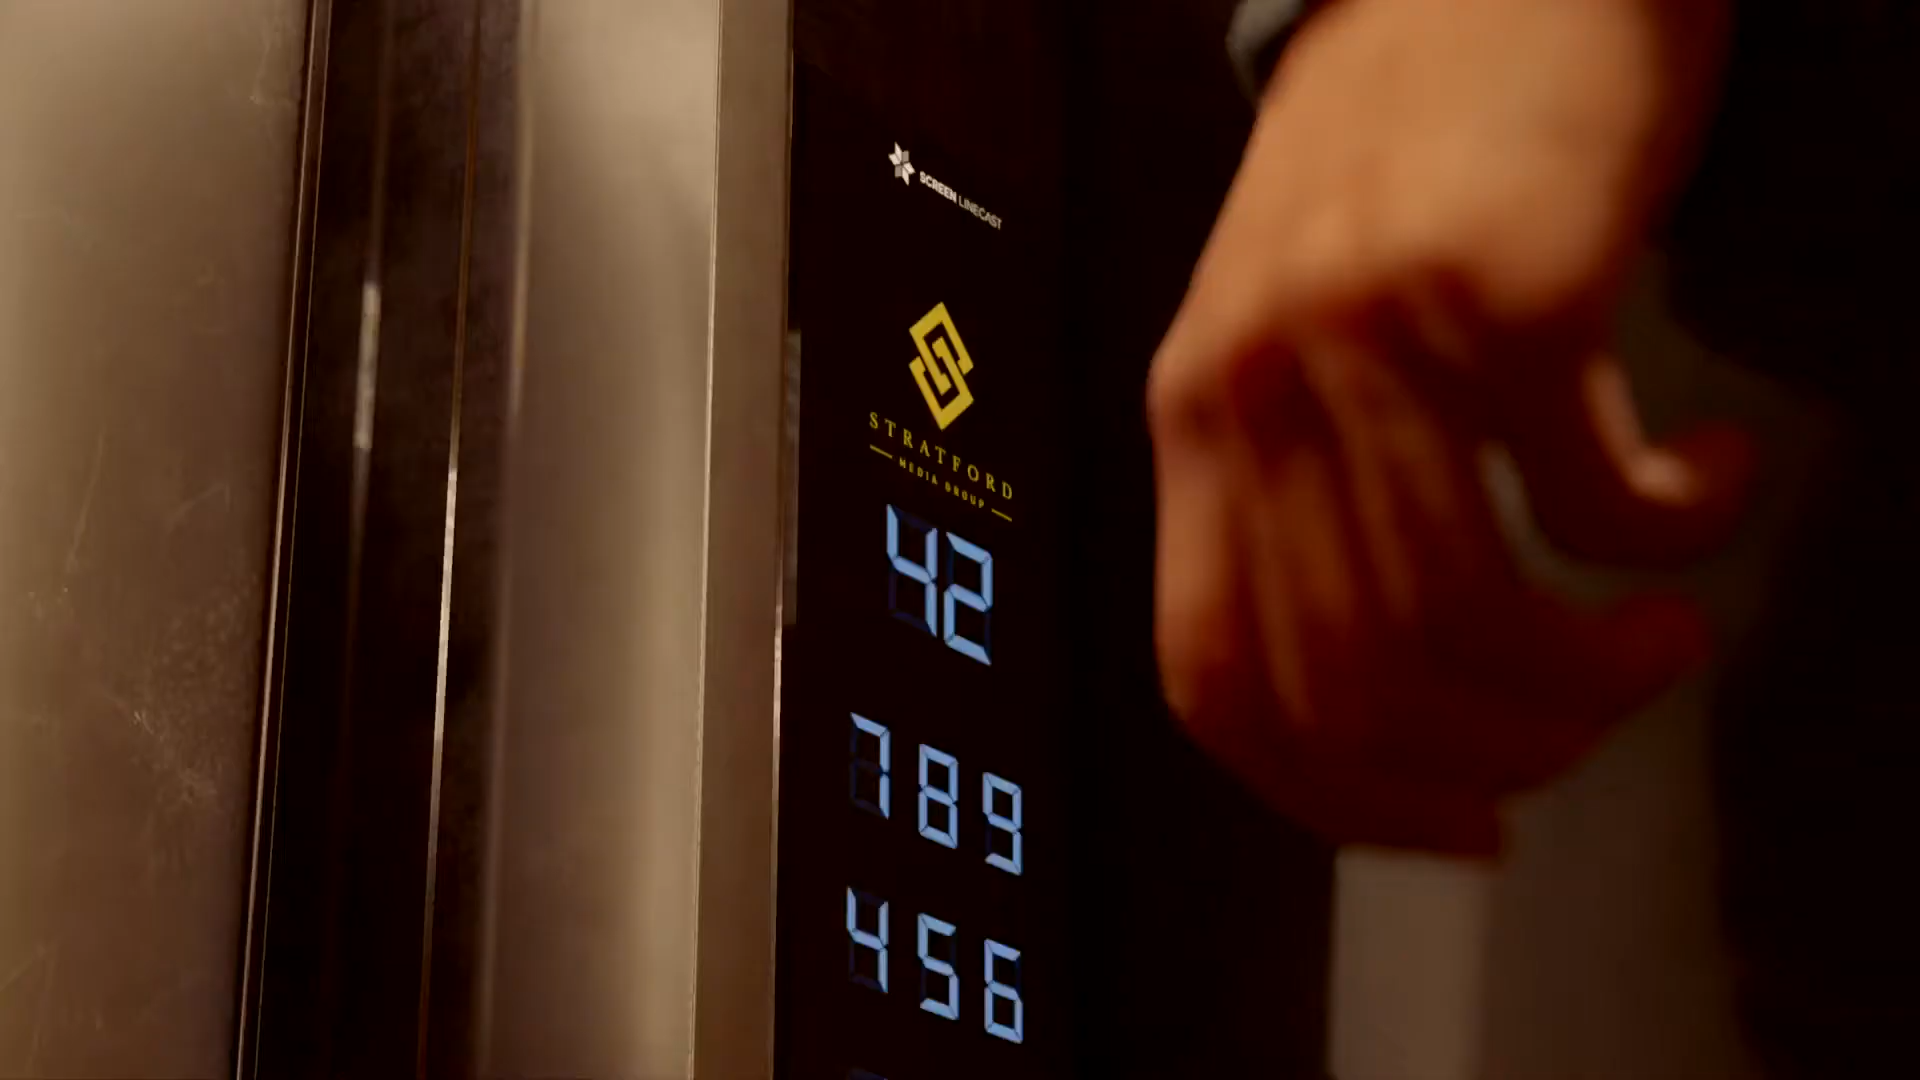 SCREEN LINECAST
STRATFORD
MEDIA GROUP
42
789
456